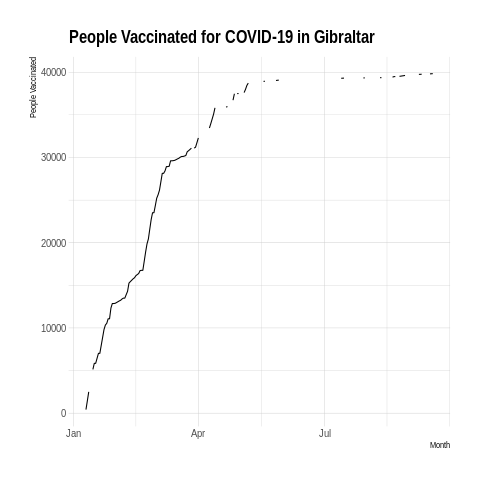 People Vaccinated for COVID-19 in Gibraltar
People Vaccinated
40000
30000
20000
10000
0
Jan
Apr
Jul
Month